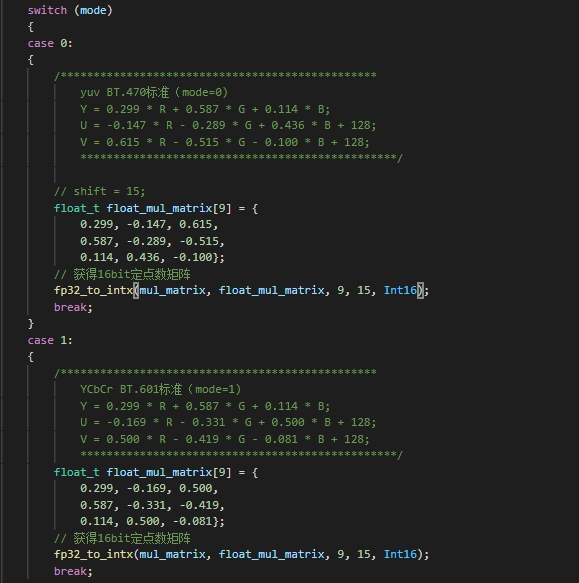 switch (mode)
{
case 0:
{
/************************************************
yuv BT.470标准（mode=0)
Y = 0.299 * R + 0.587 * G + 0.114 * B;
U = -0.147 * R - 0.289 * G + 0.436 * B + 128;
V = 0.615 * R - 0.515 * G - 0.100 * B + 128;
************************************************/
// shift = 15;
float_t float_mul_matrix[9] = {
0.299, -0.147, 0.615,
0.587, -0.289, -0.515,
0.114, 0.436, -0.100};
// 获得16bit定点数矩阵
fp32_to_intx(mul_matrix, float_mul_matrix, 9, 15, Int16);
break;
}
case 1:
{
/************************************************
YCbCr BT.601标准（mode=1)
Y = 0.299 * R + 0.587 * G + 0.114 * B;
U = -0.169 * R - 0.331 * G + 0.500 * B + 128;
V = 0.500 * R - 0.419 * G - 0.081 * B + 128;
************************************************/
float_t float_mul_matrix[9] = {
0.299, -0.169, 0.500,
0.587, -0.331, -0.419,
0.114, 0.500, -0.081};
// 获得16bit定点数矩阵
fp32_to_intx(mul_matrix, float_mul_matrix, 9, 15, Int16);
break;